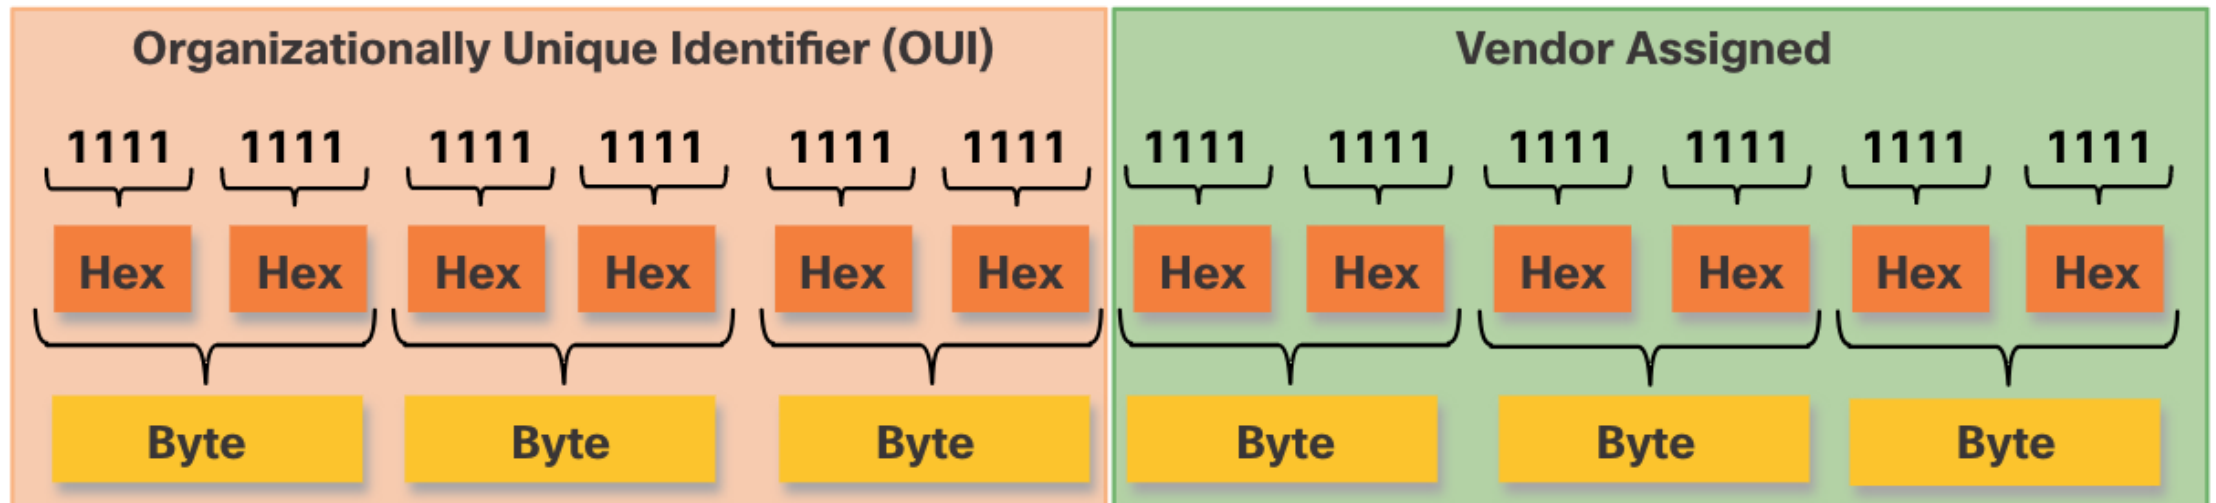 Organizationally Unique Identifier (OUI)
Vendor Assigned
1111 1111 1111 1111 1111 1111 1111 1111 1111 1111 1111 1111
Hex Hex Hex Hex Hex Hex Hex Hex Hex Hex Hex Hex
Byte Byte Byte Byte Byte Byte